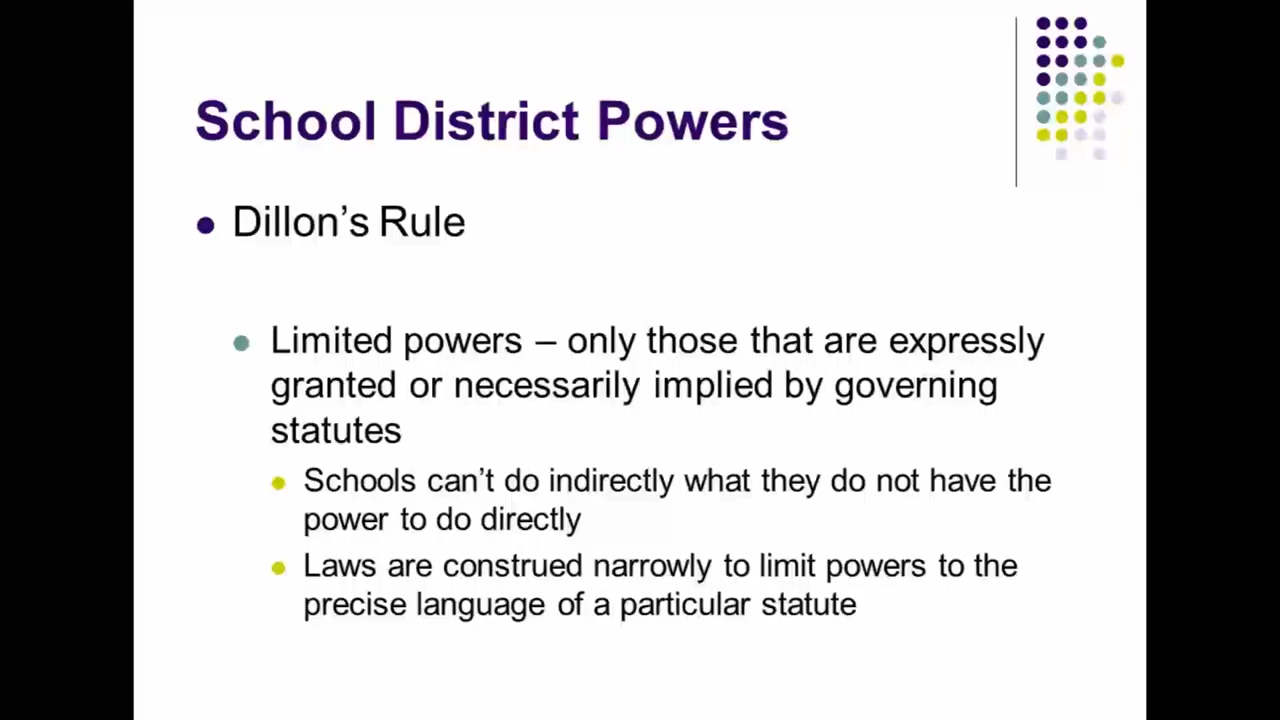 School District Powers
Dillon’s Rule
Limited powers – only those that are expressly
granted or necessarily implied by governing
statutes
Schools can’t do indirectly what they do not have the
power to do directly
Laws are construed narrowly to limit powers to the
precise language of a particular statute